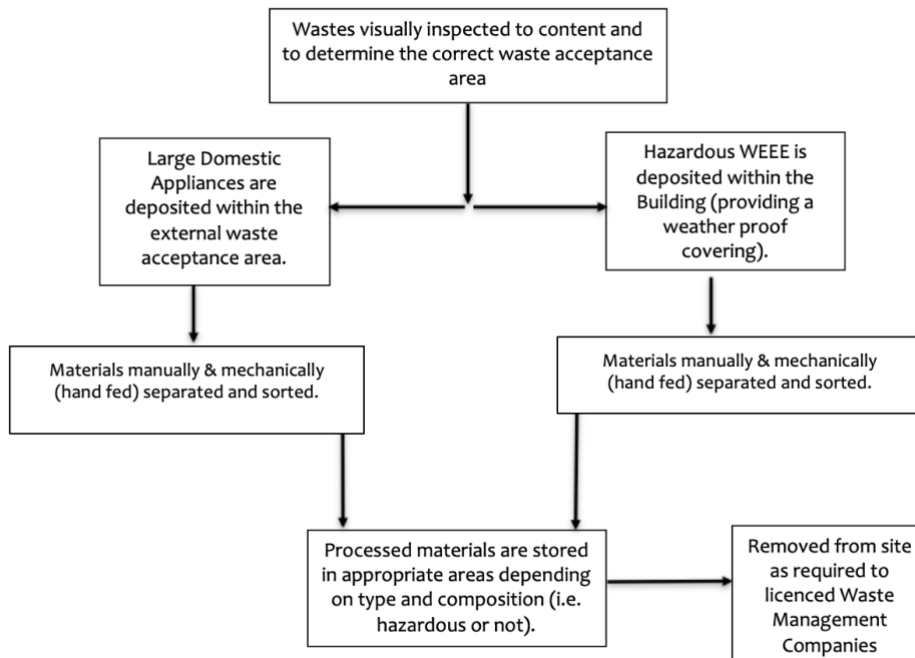 Wastes visually inspected to content and
to determine the correct waste acceptance
area
Large Domestic
Appliances are
deposited within the
external waste
acceptance area.
Hazardous WEEE is
deposited within the
Building (providing a
weather proof
covering).
Materials manually & mechanically
(hand fed) separated and sorted.
Materials manually & mechanically
(hand fed) separated and sorted.
Processed materials are stored
in appropriate areas depending
on type and composition (i.e.
hazardous or not).
Removed from site
as required to
licenced Waste
Management
Companies